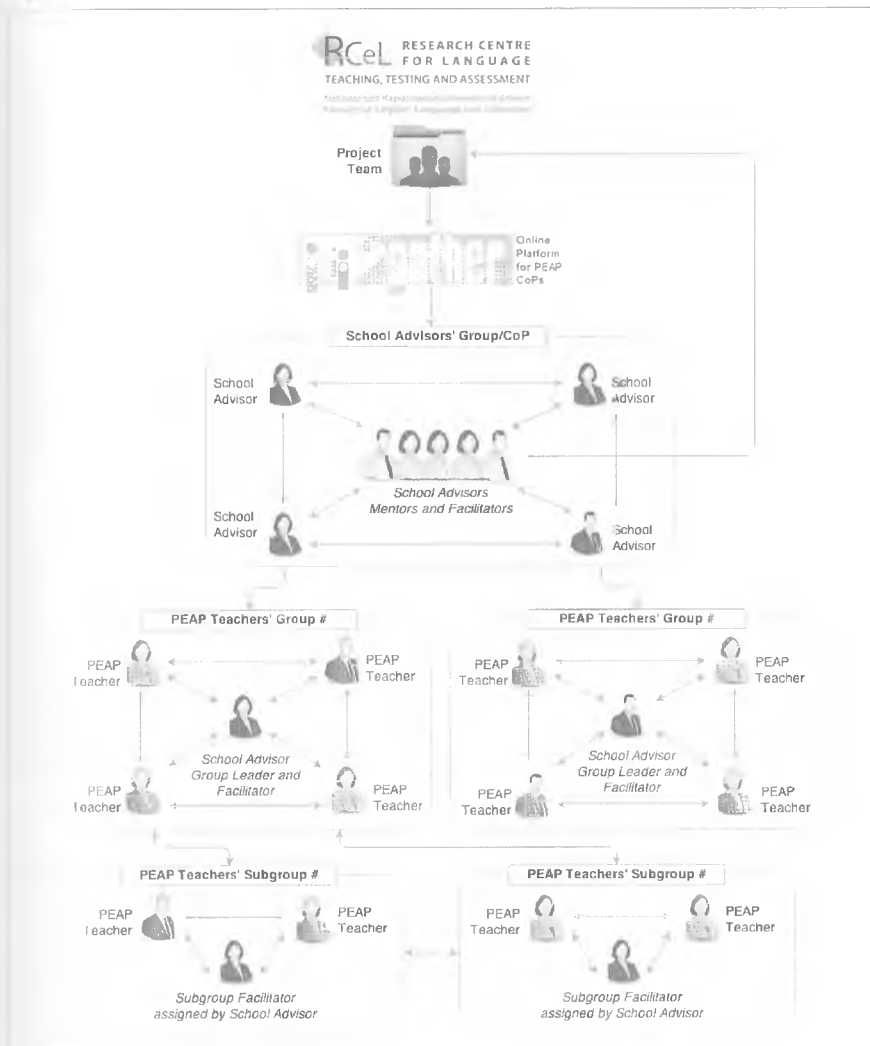 RCeL RESEARCH CENTRE
FOR LANGUAGE
TEACHING, TESTING AND ASSESSMENT
Project
Team
Online
Platform
for PEAP
CoPs
School Advisors' Group/CoP
School
Advisor
School
Advisor
School Advisors
Mentors and Facilitators
School
Advisor
School
Advisor
PEAP Teachers' Group #
PEAP
Teacher
PEAP
Teacher
School Advisor
Group Leader and
Facilitator
PEAP
Teacher
PEAP
Teacher
PEAP Teachers' Group #
PEAP
Teacher
PEAP
Teacher
School Advisor
Group Leader and
Facilitator
PEAP
Teacher
PEAP
Teacher
PEAP Teachers' Subgroup #
PEAP
Teacher
PEAP
Teacher
Subgroup Facilitator
assigned by School Advisor
PEAP Teachers' Subgroup #
PEAP
Teacher
PEAP
Teacher
Subgroup Facilitator
assigned by School Advisor